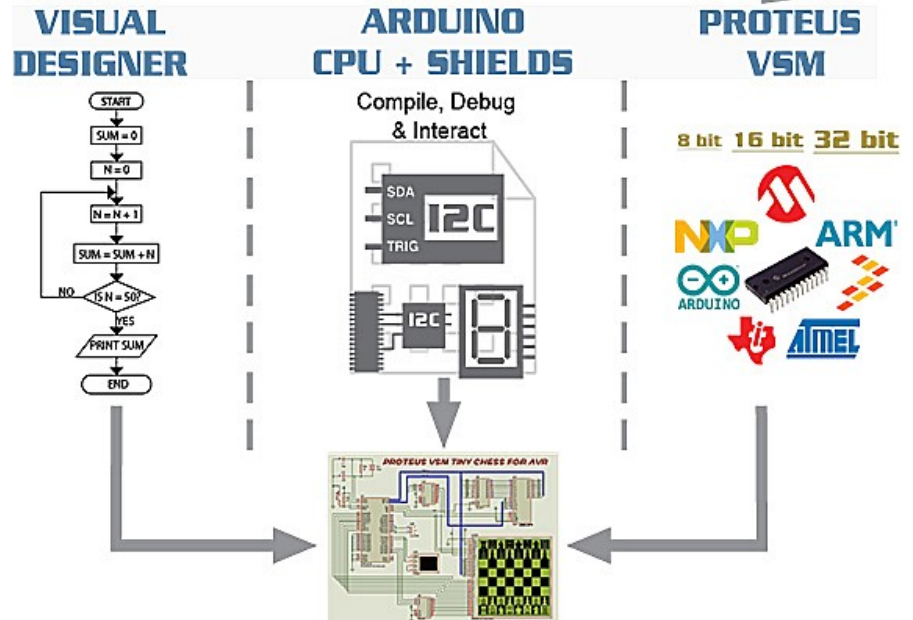 VISUAL
DESIGNER
ARDUINO
CPU + SHIELDS
PROTEUS
VSM
START
SUM = 0
N = 0
N = N + 1
SUM = SUM + N
NO
IS N = 50?
YES
PRINT SUM
END
Compile, Debug
& Interact
SDA
SCL
TRIG
I2C
I2C
8 bit 16 bit 32 bit
NXP
ARM
ARDUINO
ATMEL
PROTEUS VSM TINY CHESS FOR AVR